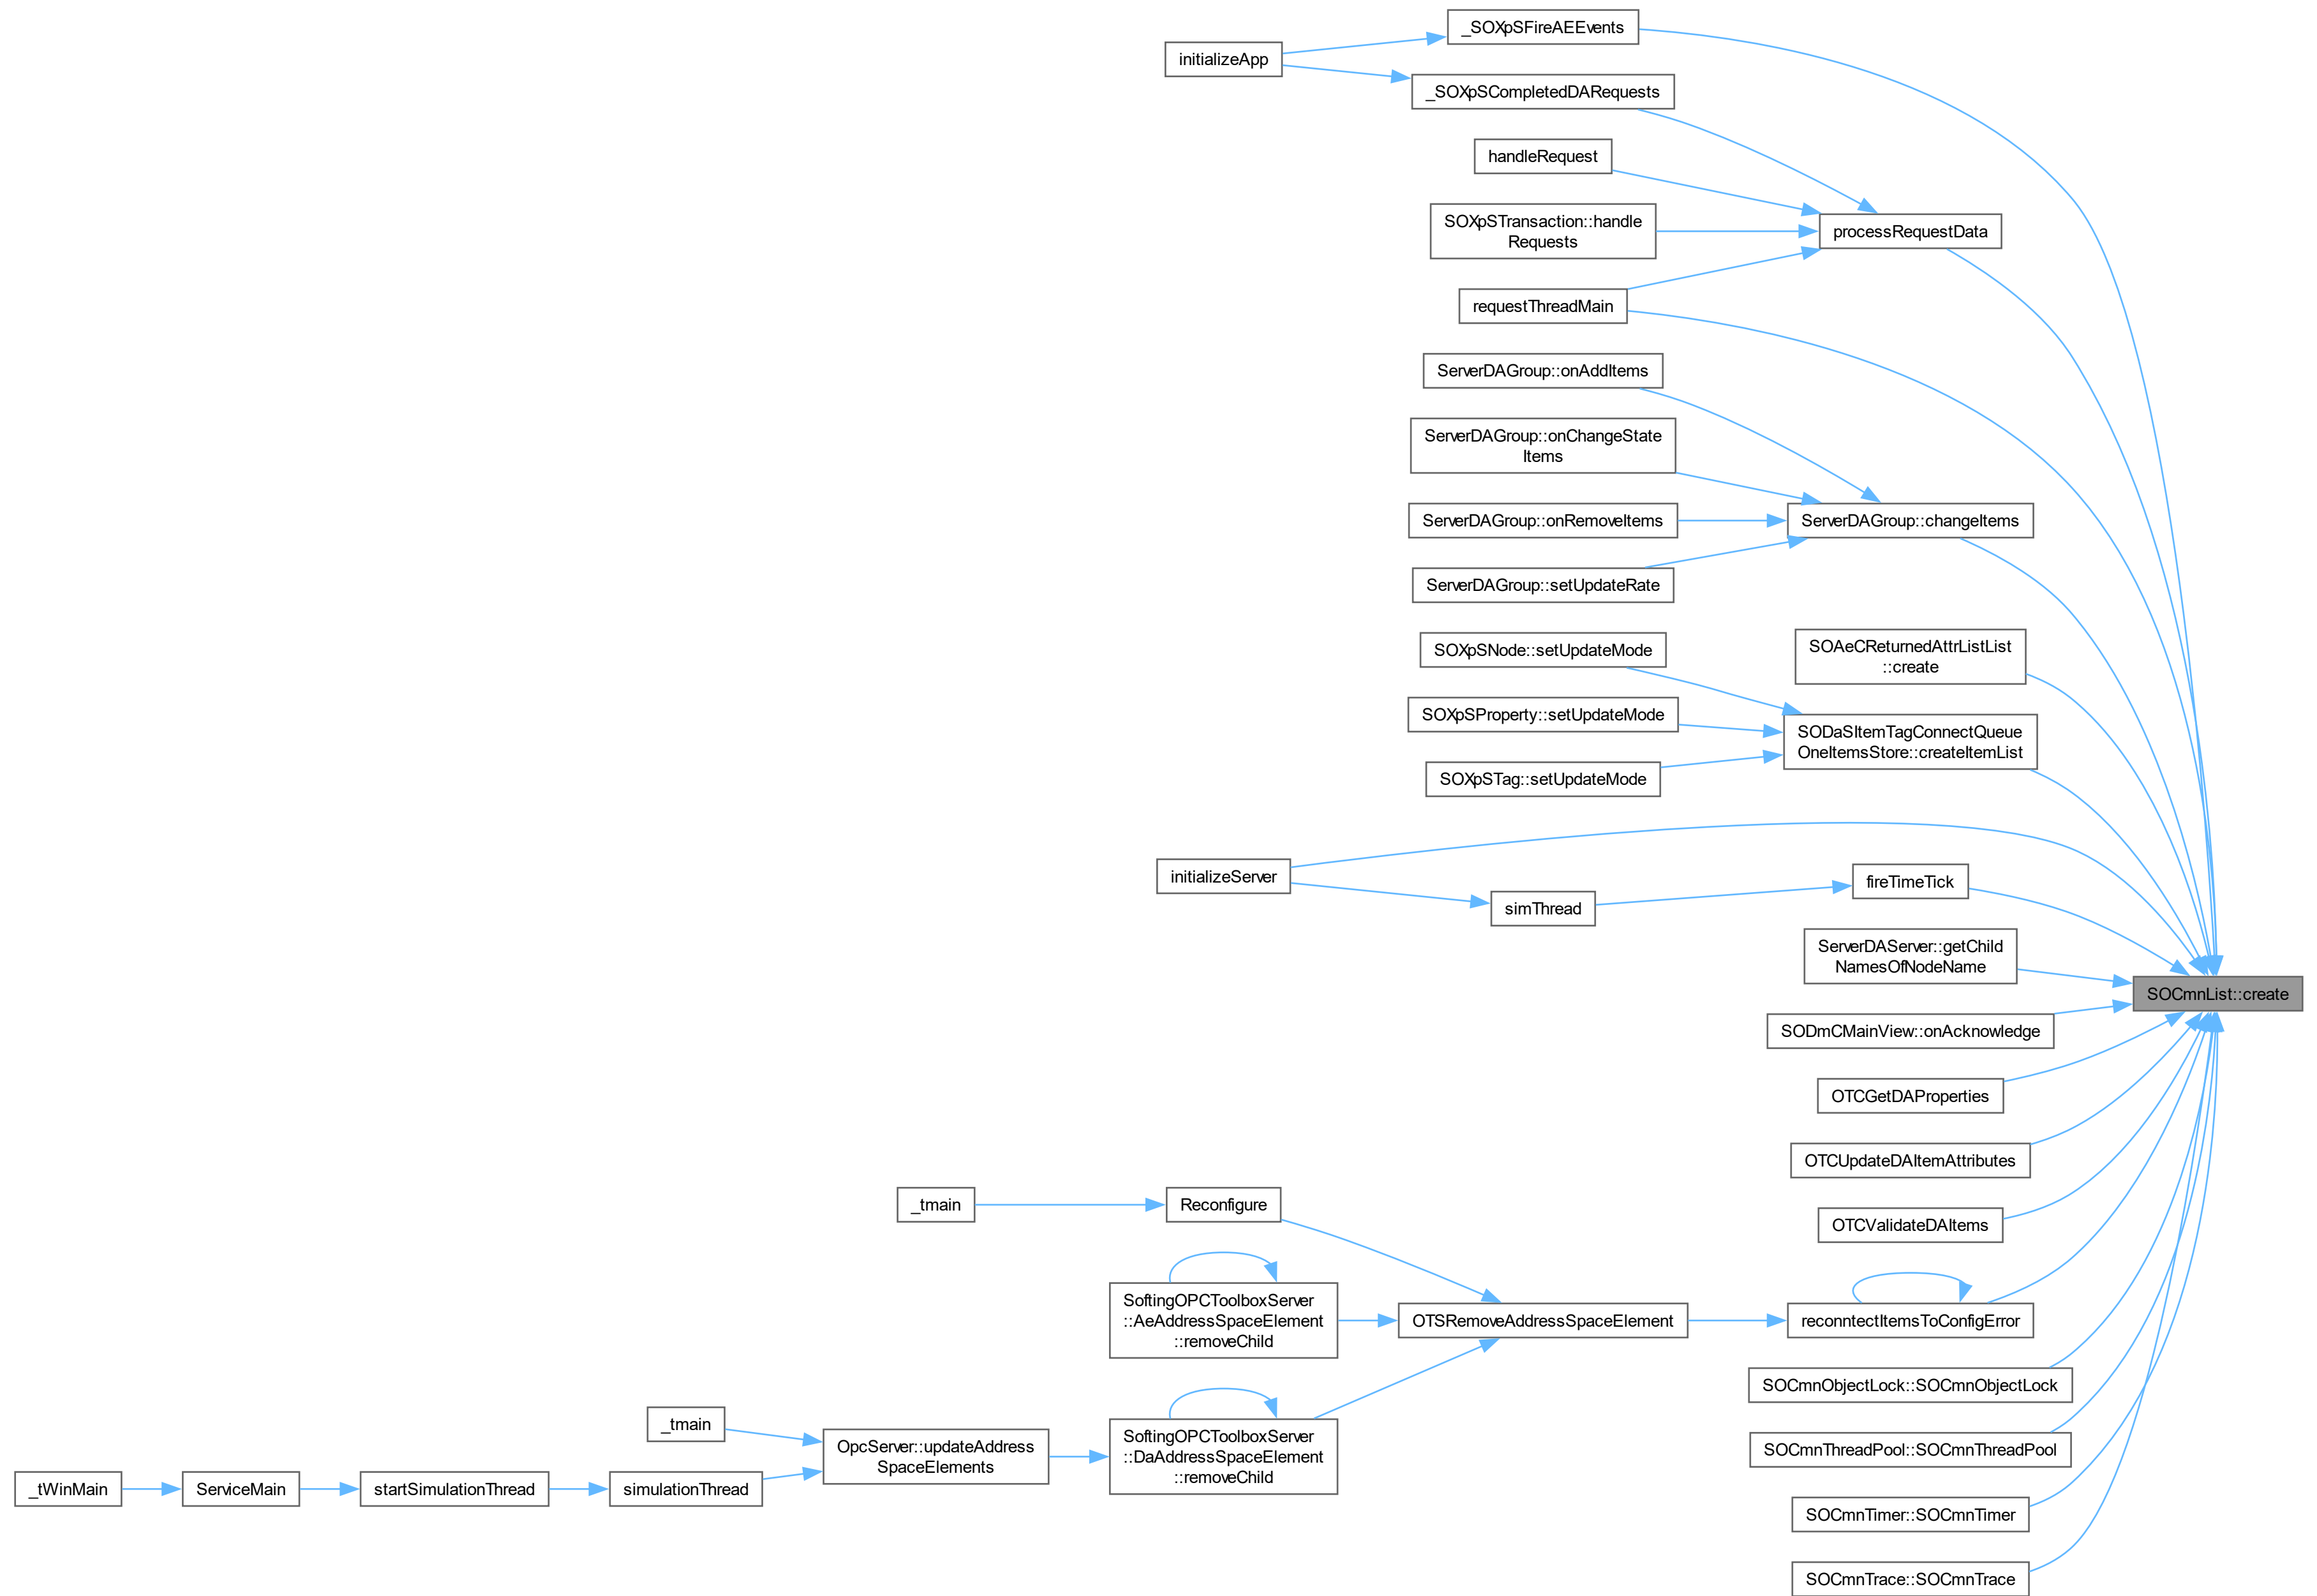 _SOXpSFireAEEvents
initializeApp
_SOXpSCompletedDARequests
handleRequest
SOXpSTransaction::handle
Requests
processRequestData
requestThreadMain
ServerDAGroup::onAddItems
ServerDAGroup::onChangeState
Items
ServerDAGroup::onRemoveItems
ServerDAGroup::changeItems
ServerDAGroup::setUpdateRate
SOXpSNode::setUpdateMode
SOAeCReturnedAttrListList
::create
SOXpSProperty::setUpdateMode
SODaSItemTagConnectQueue
OneItemsStore::createItemList
SOXpSTag::setUpdateMode
initializeServer
fireTimeTick
simThread
ServerDAServer::getChild
NamesOfNodeName
SOCmnList::create
SODmCMainView::onAcknowledge
OTCGetDAProperties
OTCUpdateDAItemAttributes
_tmain
Reconfigure
OTCValidateDAItems
SoftingOPCToolboxServer
::AeAddressSpaceElement
::removeChild
OTSRemoveAddressSpaceElement
reconntectItemsToConfigError
SOCmnObjectLock::SOCmnObjectLock
_tmain
OpcServer::updateAddress
SpaceElements
SoftingOPCToolboxServer
::DaAddressSpaceElement
::removeChild
SOCmnThreadPool::SOCmnThreadPool
_tWinMain
ServiceMain
startSimulationThread
simulationThread
SOCmnTimer::SOCmnTimer
SOCmnTrace::SOCmnTrace